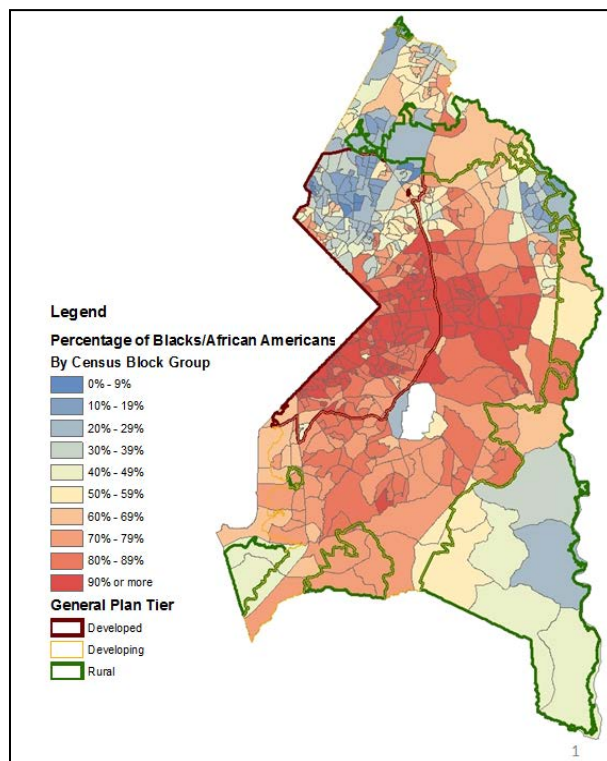 Legend
Percentage of Blacks/African Americans
By Census Block Group
0% - 9%
10% - 19%
20% - 29%
30% - 39%
40% - 49%
50% - 59%
60% - 69%
70% - 79%
80% - 89%
90% or more
General Plan Tier
Developed
Developing
Rural
1